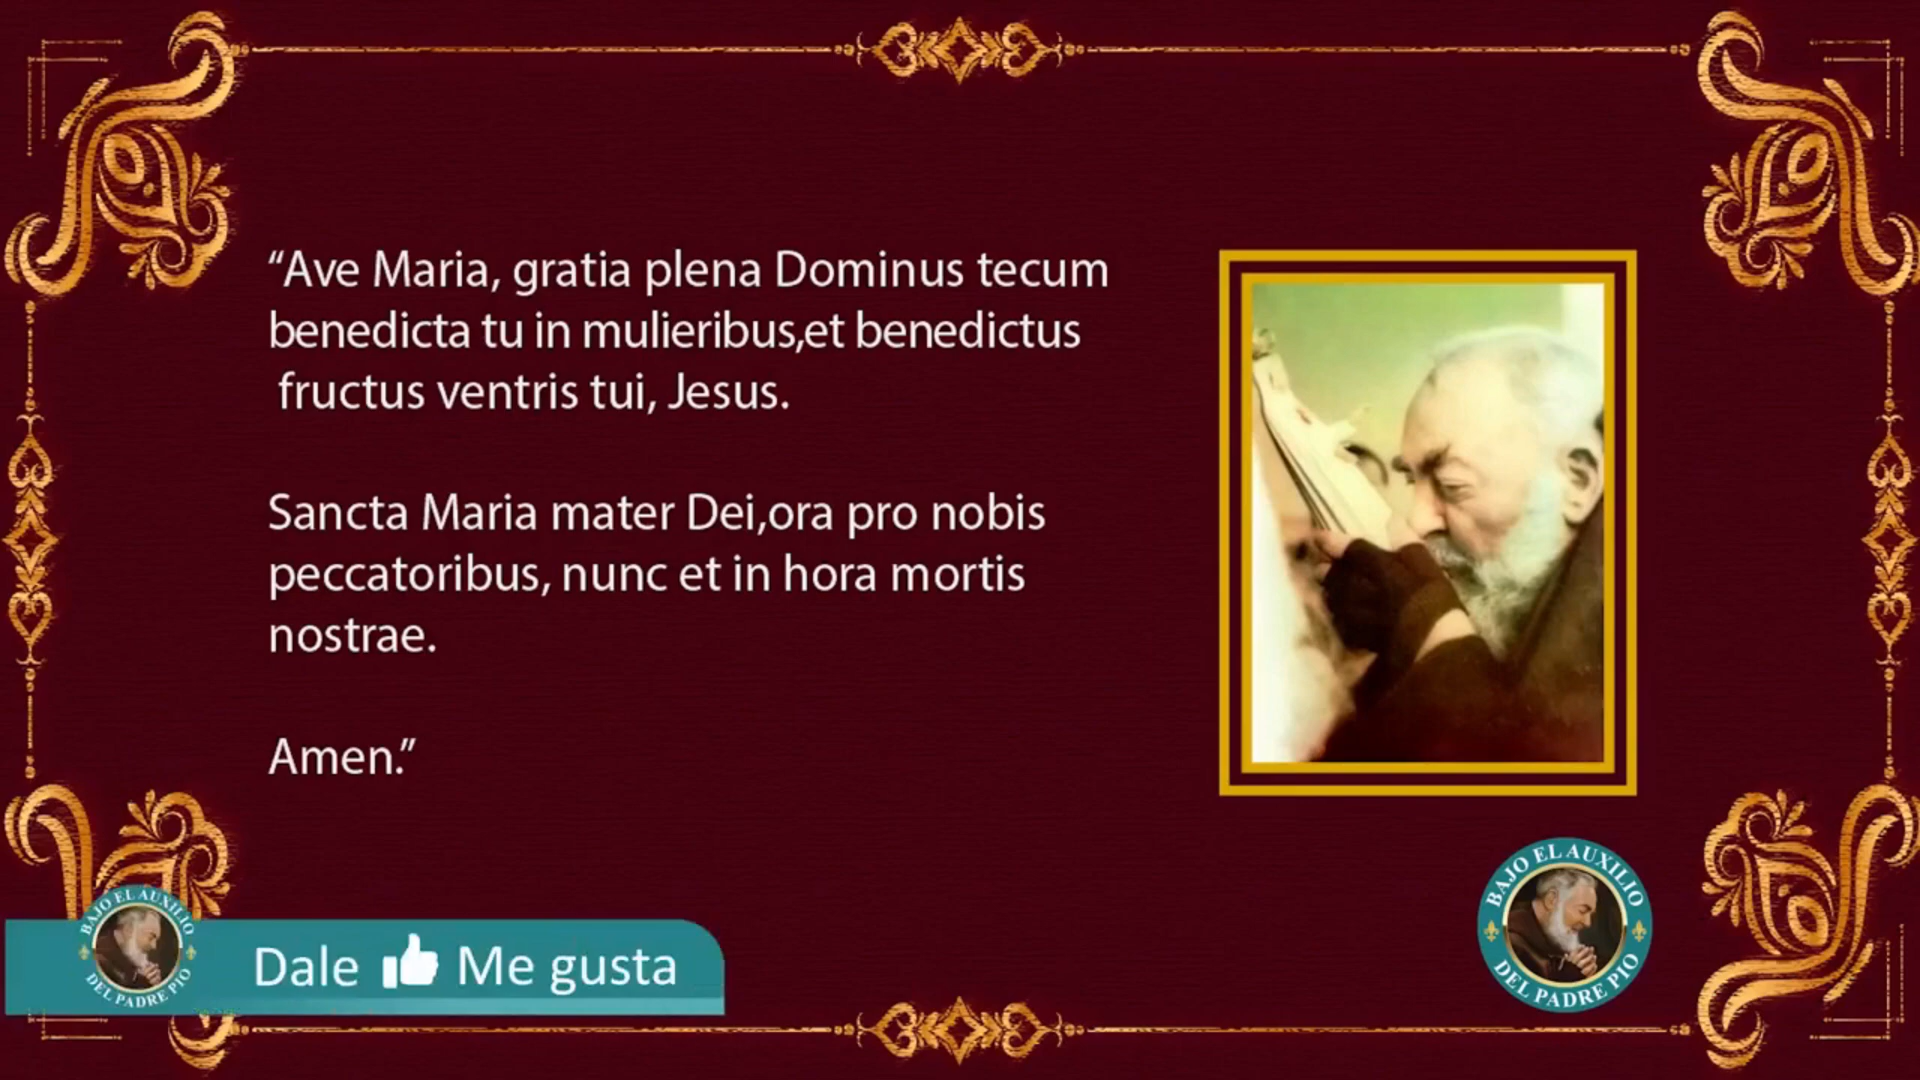 “Ave Maria, gratia plena Dominus tecum
benedicta tu in mulieribus,et benedictus
fructus ventris tui, Jesus.
Sancta Maria mater Dei,ora pro nobis
peccatoribus, nunc et in hora mortis
nostrae.
Amen.”
BAJO EL AUXILIO
DEL PADRE PIO
Dale Me gusta
BAJO EL AUXILIO
DEL PADRE PIO